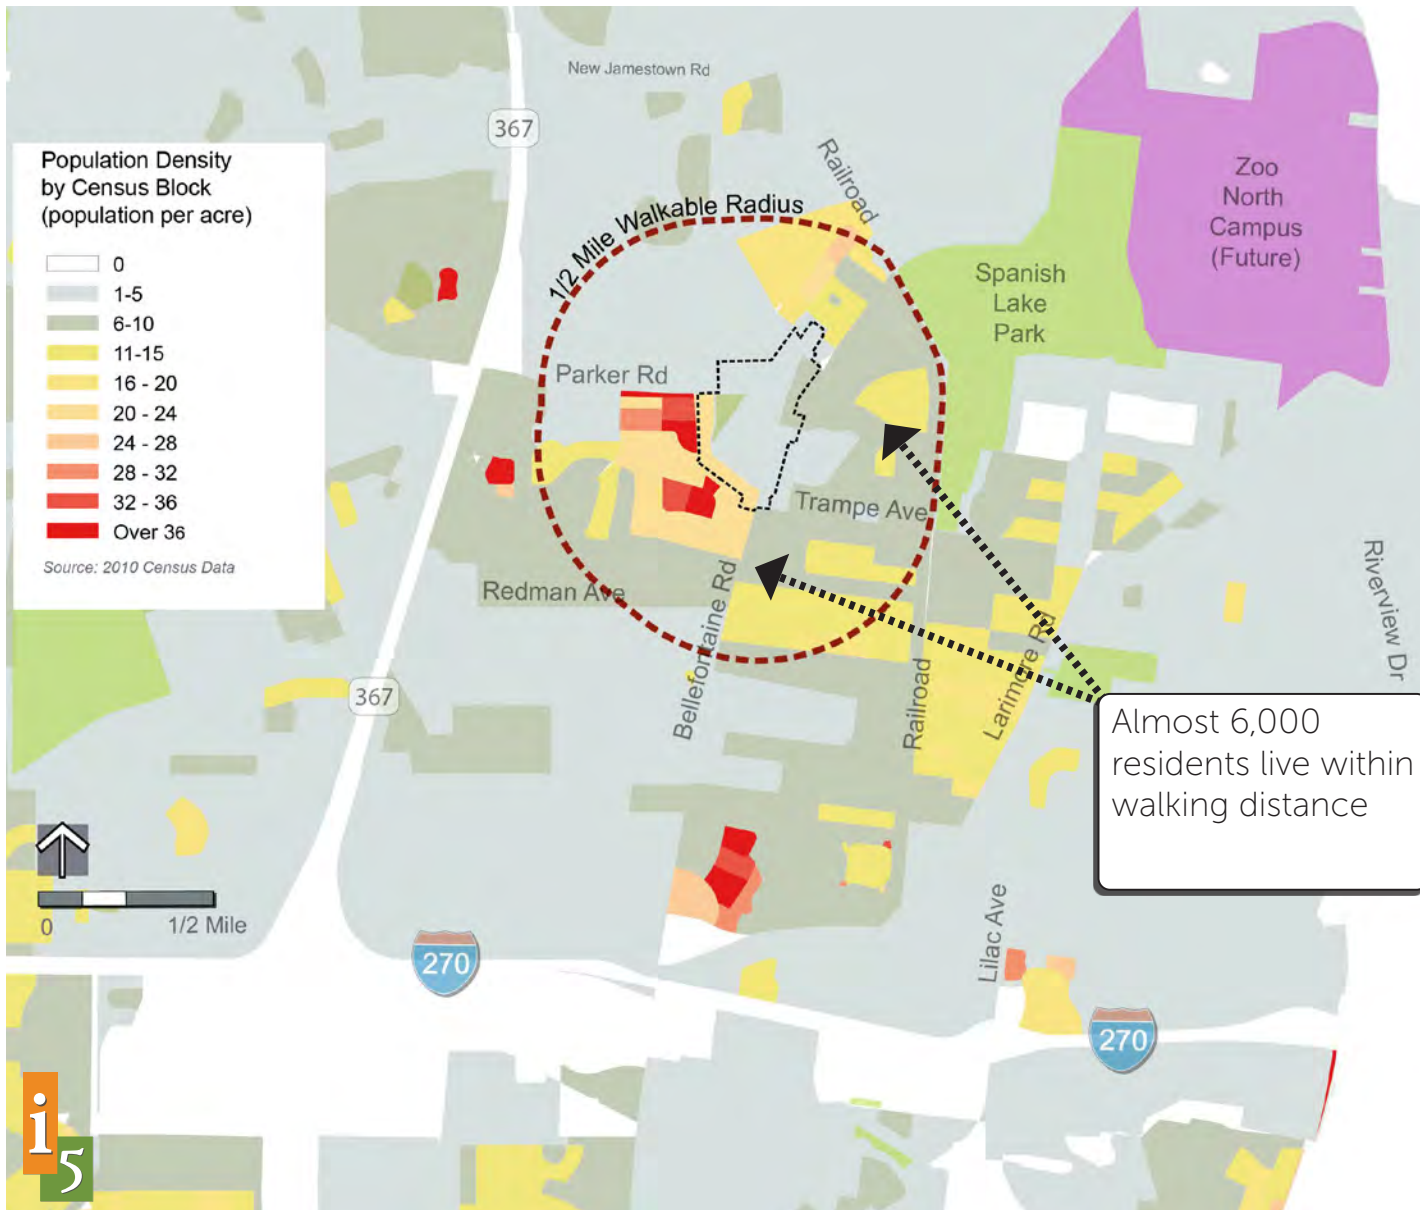 New Jamestown Rd
367
Railroad
Population Density
by Census Block
(population per acre)
0
1-5
6-10
11-15
16 - 20
20 - 24
24 - 28
28 - 32
32 - 36
Over 36
Source: 2010 Census Data
Zoo
North
Campus
(Future)
1/2 Mile Walkable Radius
Spanish
Lake
Park
Parker Rd
Trampe Ave
Redman Ave
Bellefontaine Rd
Riverview Dr
367
Railroad
Larimore Rd
Almost 6,000
residents live within
walking distance
0
1/2 Mile
Lilac Ave
270
270
i
5